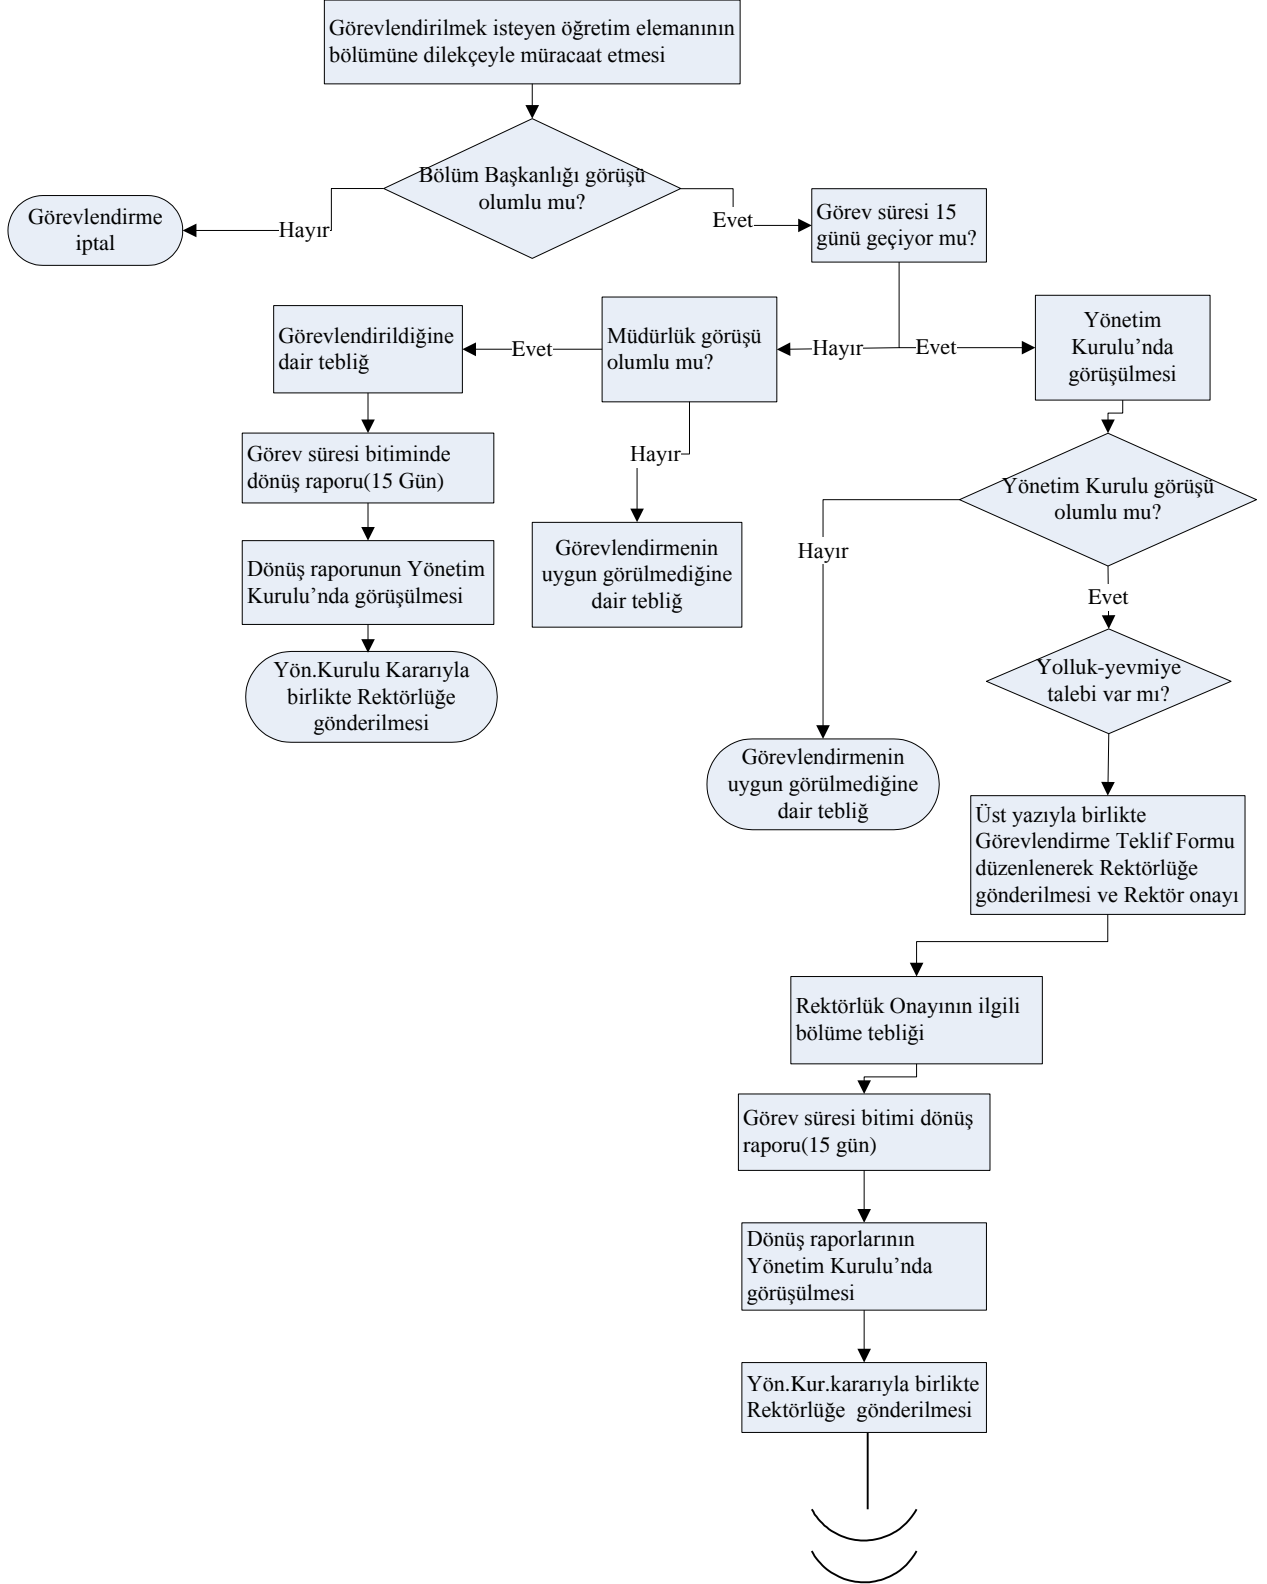 Görevlendirilmek isteyen öğretim elemanının
bölümüne dilekçeyle müracaat etmesi
Bölüm Başkanlığı görüşü
olumlu mu?
Görevlendirme
iptal
Hayır
Evet
Görev süresi 15
günü geçiyor mu?
Görevlendirildiğine
dair tebliğ
Evet
Müdürlük görüşü
olumlu mu?
Hayır
Evet
Yönetim
Kurulu’nda
görüşülmesi
Görev süresi bitiminde
dönüş raporu(15 Gün)
Hayır
Yönetim Kurulu görüşü
olumlu mu?
Dönüş raporunun Yönetim
Kurulu’nda görüşülmesi
Görevlendirmenin
uygun görülmediğine
dair tebliğ
Hayır
Evet
Yön.Kurulu Kararıyla
birlikte Rektörlüğe
gönderilmesi
Yolluk-yevmiye
talebi var mı?
Görevlendirmenin
uygun görülmediğine
dair tebliğ
Üst yazıyla birlikte
Görevlendirme Teklif Formu
düzenlenerek Rektörlüğe
gönderilmesi ve Rektör onayı
Rektörlük Onayının ilgili
bölüme tebliği
Görev süresi bitimi dönüş
raporu(15 gün)
Dönüş raporlarının
Yönetim Kurulu’nda
görüşülmesi
Yön.Kur.kararıyla birlikte
Rektörlüğe  gönderilmesi